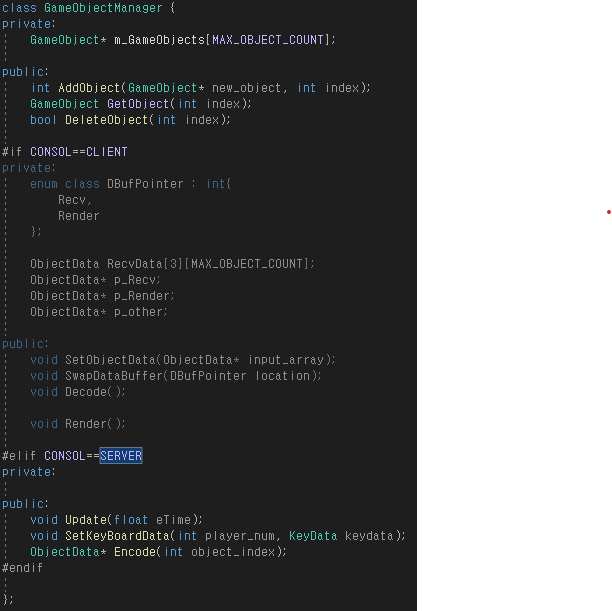 class GameObjectManager {
private:
GameObject* m_GameObjects[MAX_OBJECT_COUNT];
public:
int AddObject(GameObject* new_object, int index);
GameObject GetObject(int index);
bool DeleteObject(int index);
#if CONSOL==CLIENT
private:
enum class DBufPointer : int{
Recv,
Render
};
ObjectData RecvData[3][MAX_OBJECT_COUNT];
ObjectData* p_Recv;
ObjectData* p_Render;
ObjectData* p_other;
public:
void SetObjectData(ObjectData* input_array);
void SwapDataBuffer(DBufPointer location);
void Decode();
void Render();
#elif CONSOL==SERVER
private:
public:
void Update(float eTime);
void SetKeyBoardData(int player_num, KeyData keydata);
ObjectData* Encode(int object_index);
#endif
};